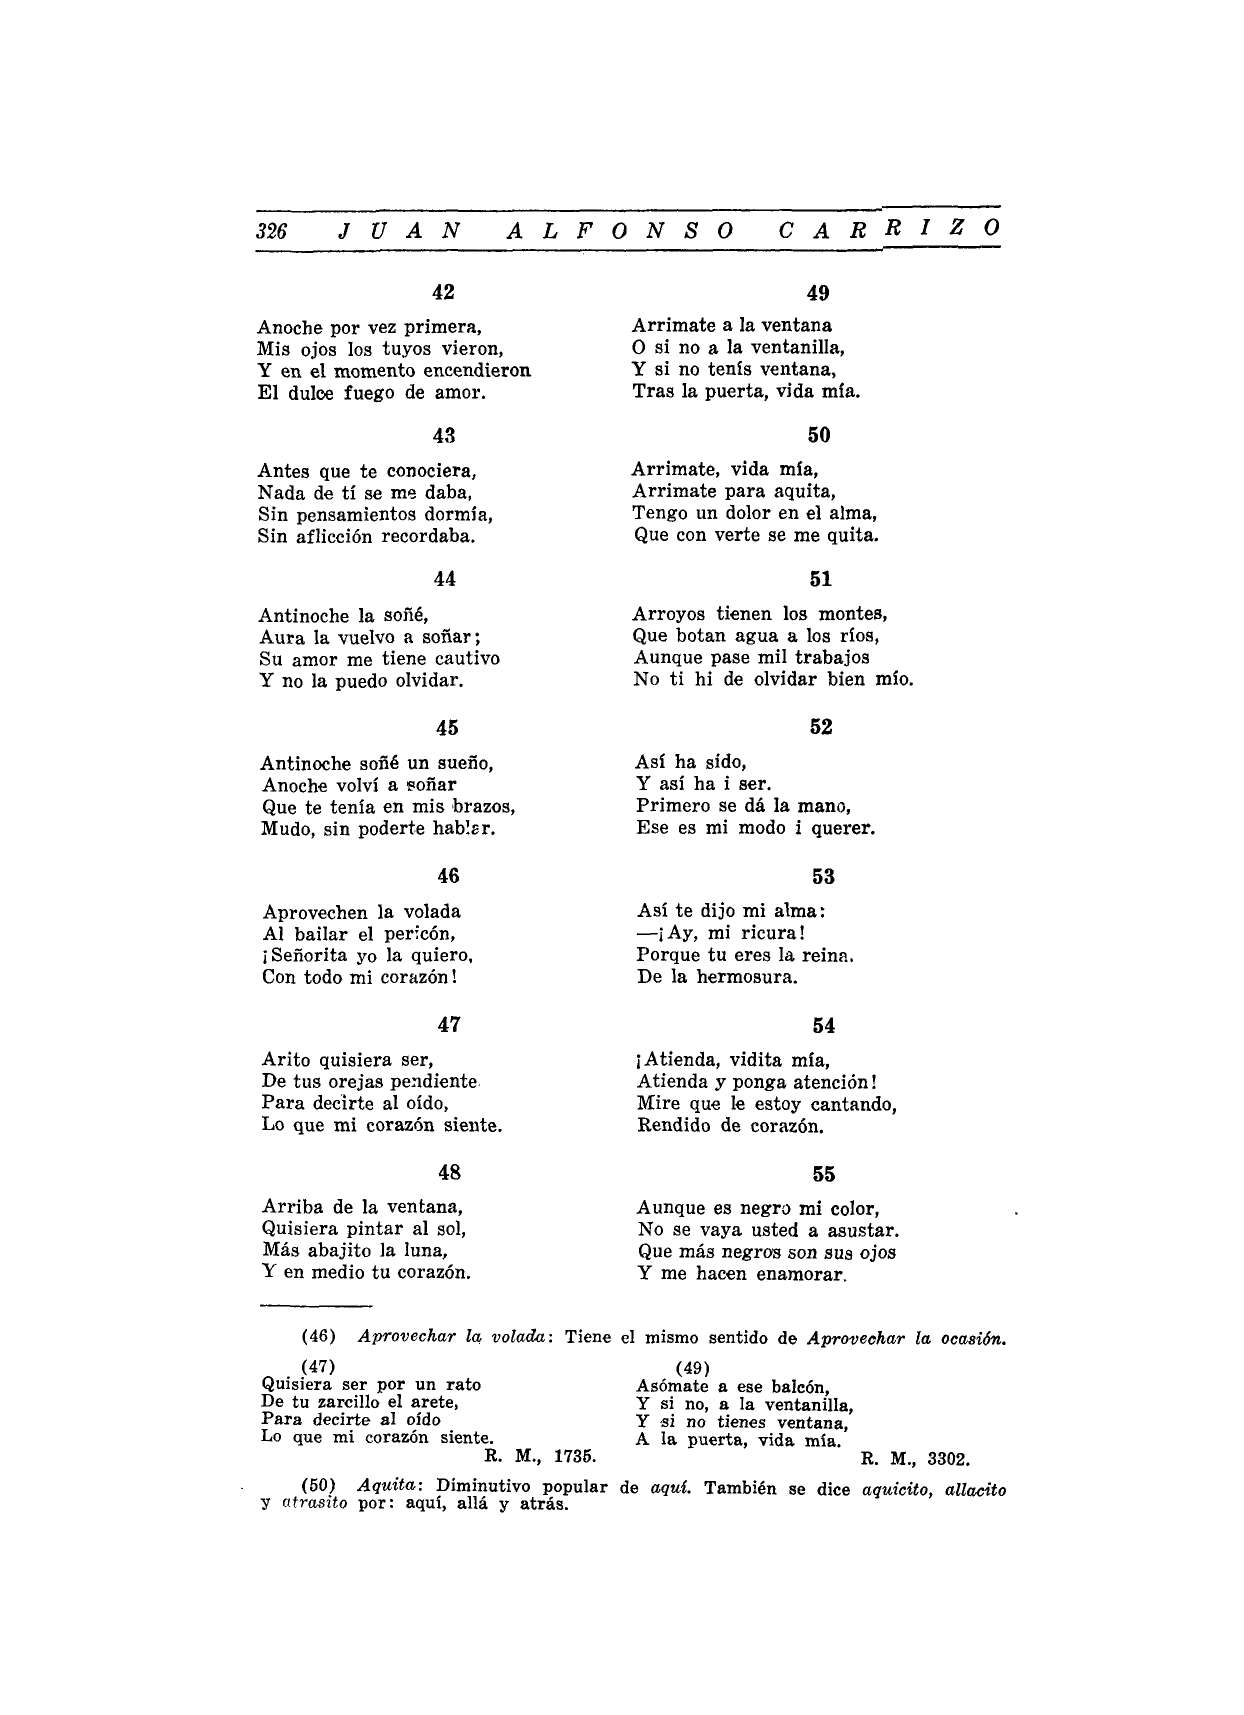 326 JUAN ALFONSO CARRIZO
42
Anoche por vez primera,
Mis ojos los tuyos vieron,
Y en el momento encendieron
El dulce fuego de amor.
43
Antes que te conociera,
Nada de tí se me daba,
Sin pensamientos dormía,
Sin aflicción recordaba.
44
Antinoche la soñé,
Aura la vuelvo a soñar;
Su amor me tiene cautivo
Y no la puedo olvidar.
45
Antinoche soñé un sueño,
Anoche volví a soñar
Que te tenía en mis brazos,
Mudo, sin poderte hablar.
46
Aprovechen la volada
Al bailar el pericón,
¡Señorita yo la quiero,
Con todo mi corazón!
47
Arito quisiera ser,
De tus orejas pendiente
Para decirte al oído,
Lo que mi corazón siente.
48
Arriba de la ventana,
Quisiera pintar al sol,
Más abajito la luna,
Y en medio tu corazón.
49
Arrimate a la ventana
O si no a la ventanilla,
Y si no tenís ventana,
Tras la puerta, vida mía.
50
Arrimate, vida mía,
Arrimate para aquita,
Tengo un dolor en el alma,
Que con verte se me quita.
51
Arroyos tienen los montes,
Que botan agua a los ríos,
Aunque pase mil trabajos
No ti hi de olvidar bien mío.
52
Así ha sído,
Y así ha i ser.
Primero se dá la mano,
Ese es mi modo i querer.
53
Así te dijo mi alma:
—¡Ay, mi ricura!
Porque tu eres la reina.
De la hermosura.
54
¡Atienda, vidita mía,
Atienda y ponga atención!
Mire que le estoy cantando,
Rendido de corazón.
55
Aunque es negro mi color,
No se vaya usted a asustar.
Que más negros son sus ojos
Y me hacen enamorar.
(46) Aprovechar la volada: Tiene el mismo sentido de Aprovechar la ocasión.
(47)
Quisiera ser por un rato
De tu zarcillo el arete,
Para decirte al oído
Lo que mi corazón siente.
R. M., 1735.
(49)
Asómate a ese balcón,
Y si no, a la ventanilla,
Y si no tienes ventana,
A la puerta, vida mía.
R. M., 3302.
(50) Aquita: Diminutivo popular de aquí. También se dice aquicito, allacito
y atrasito por: aquí, allá y atrás.